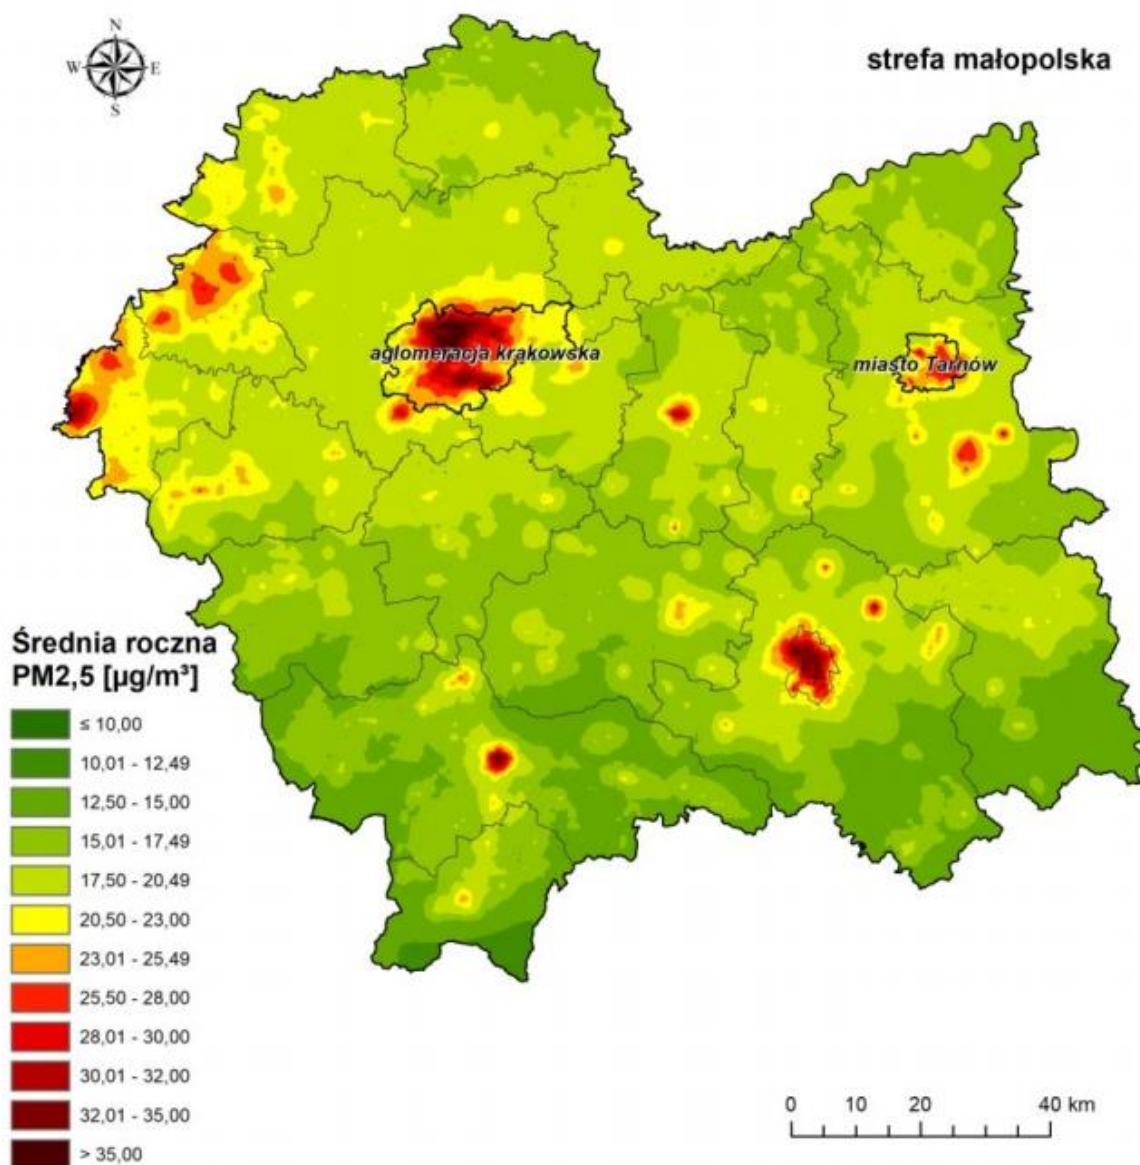 N
W E
S
strefa małopolska
aglomeracja krąkowska
miasto Tarnów
Średnia roczna
PM2,5 [µg/m³]
≤ 10,00
10,01 - 12,49
12,50 - 15,00
15,01 - 17,49
17,50 - 20,49
20,50 - 23,00
23,01 - 25,49
25,50 - 28,00
28,01 - 30,00
30,01 - 32,00
32,01 - 35,00
> 35,00
0 10 20 40 km